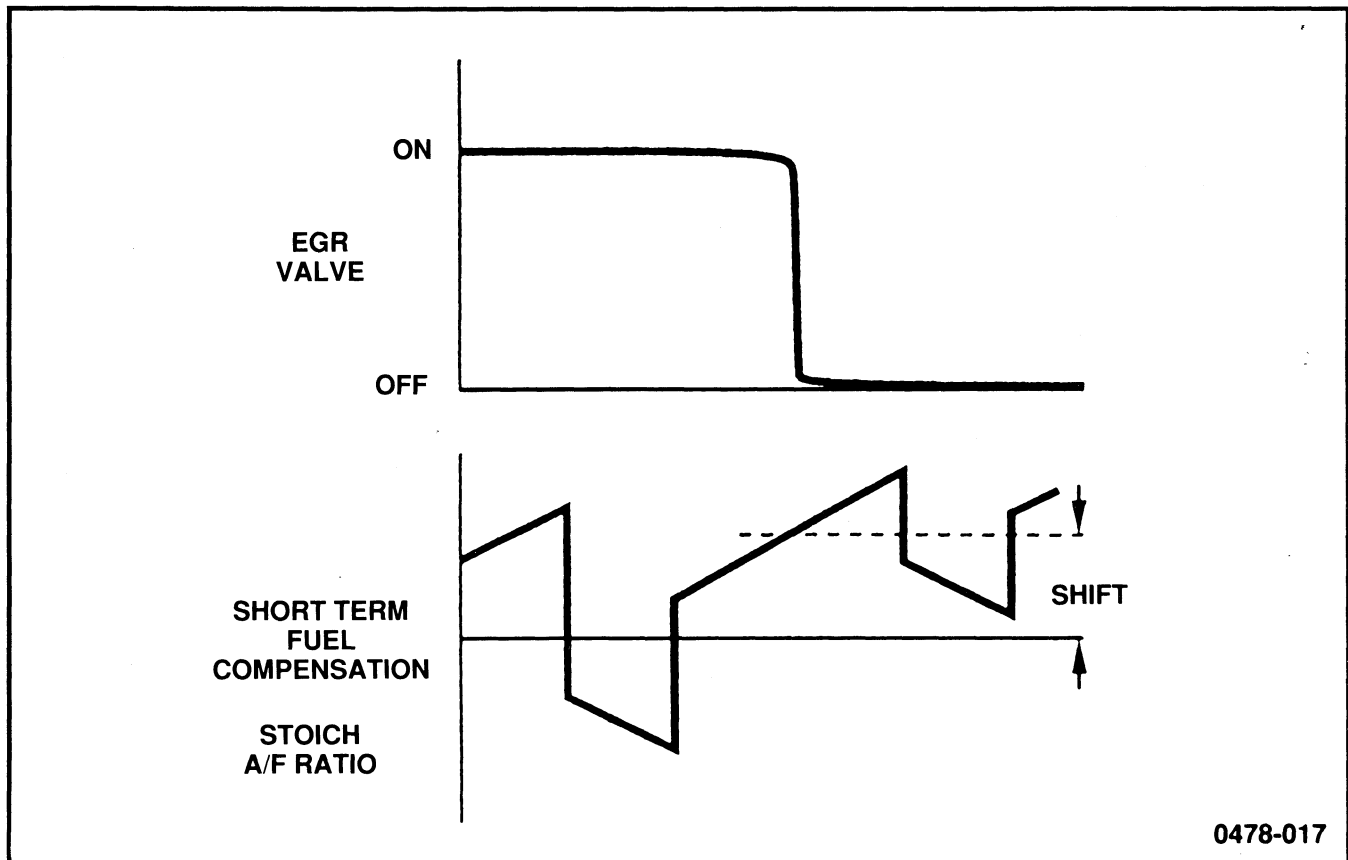 ON
EGR
VALVE
OFF
SHORT TERM
FUEL
COMPENSATION
STOICH
A/F RATIO
SHIFT
0478-017